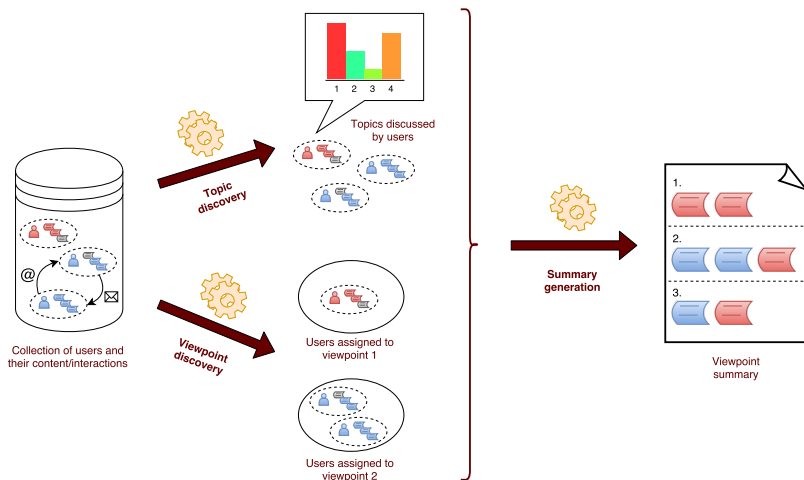 1 2 3 4
Topics discussed
by users
Topic
discovery
@
Collection of users and
their content/interactions
Viewpoint
discovery
Users assigned to
viewpoint 1
Users assigned to
viewpoint 2
Summary
generation
1.
2.
3.
Viewpoint
summary